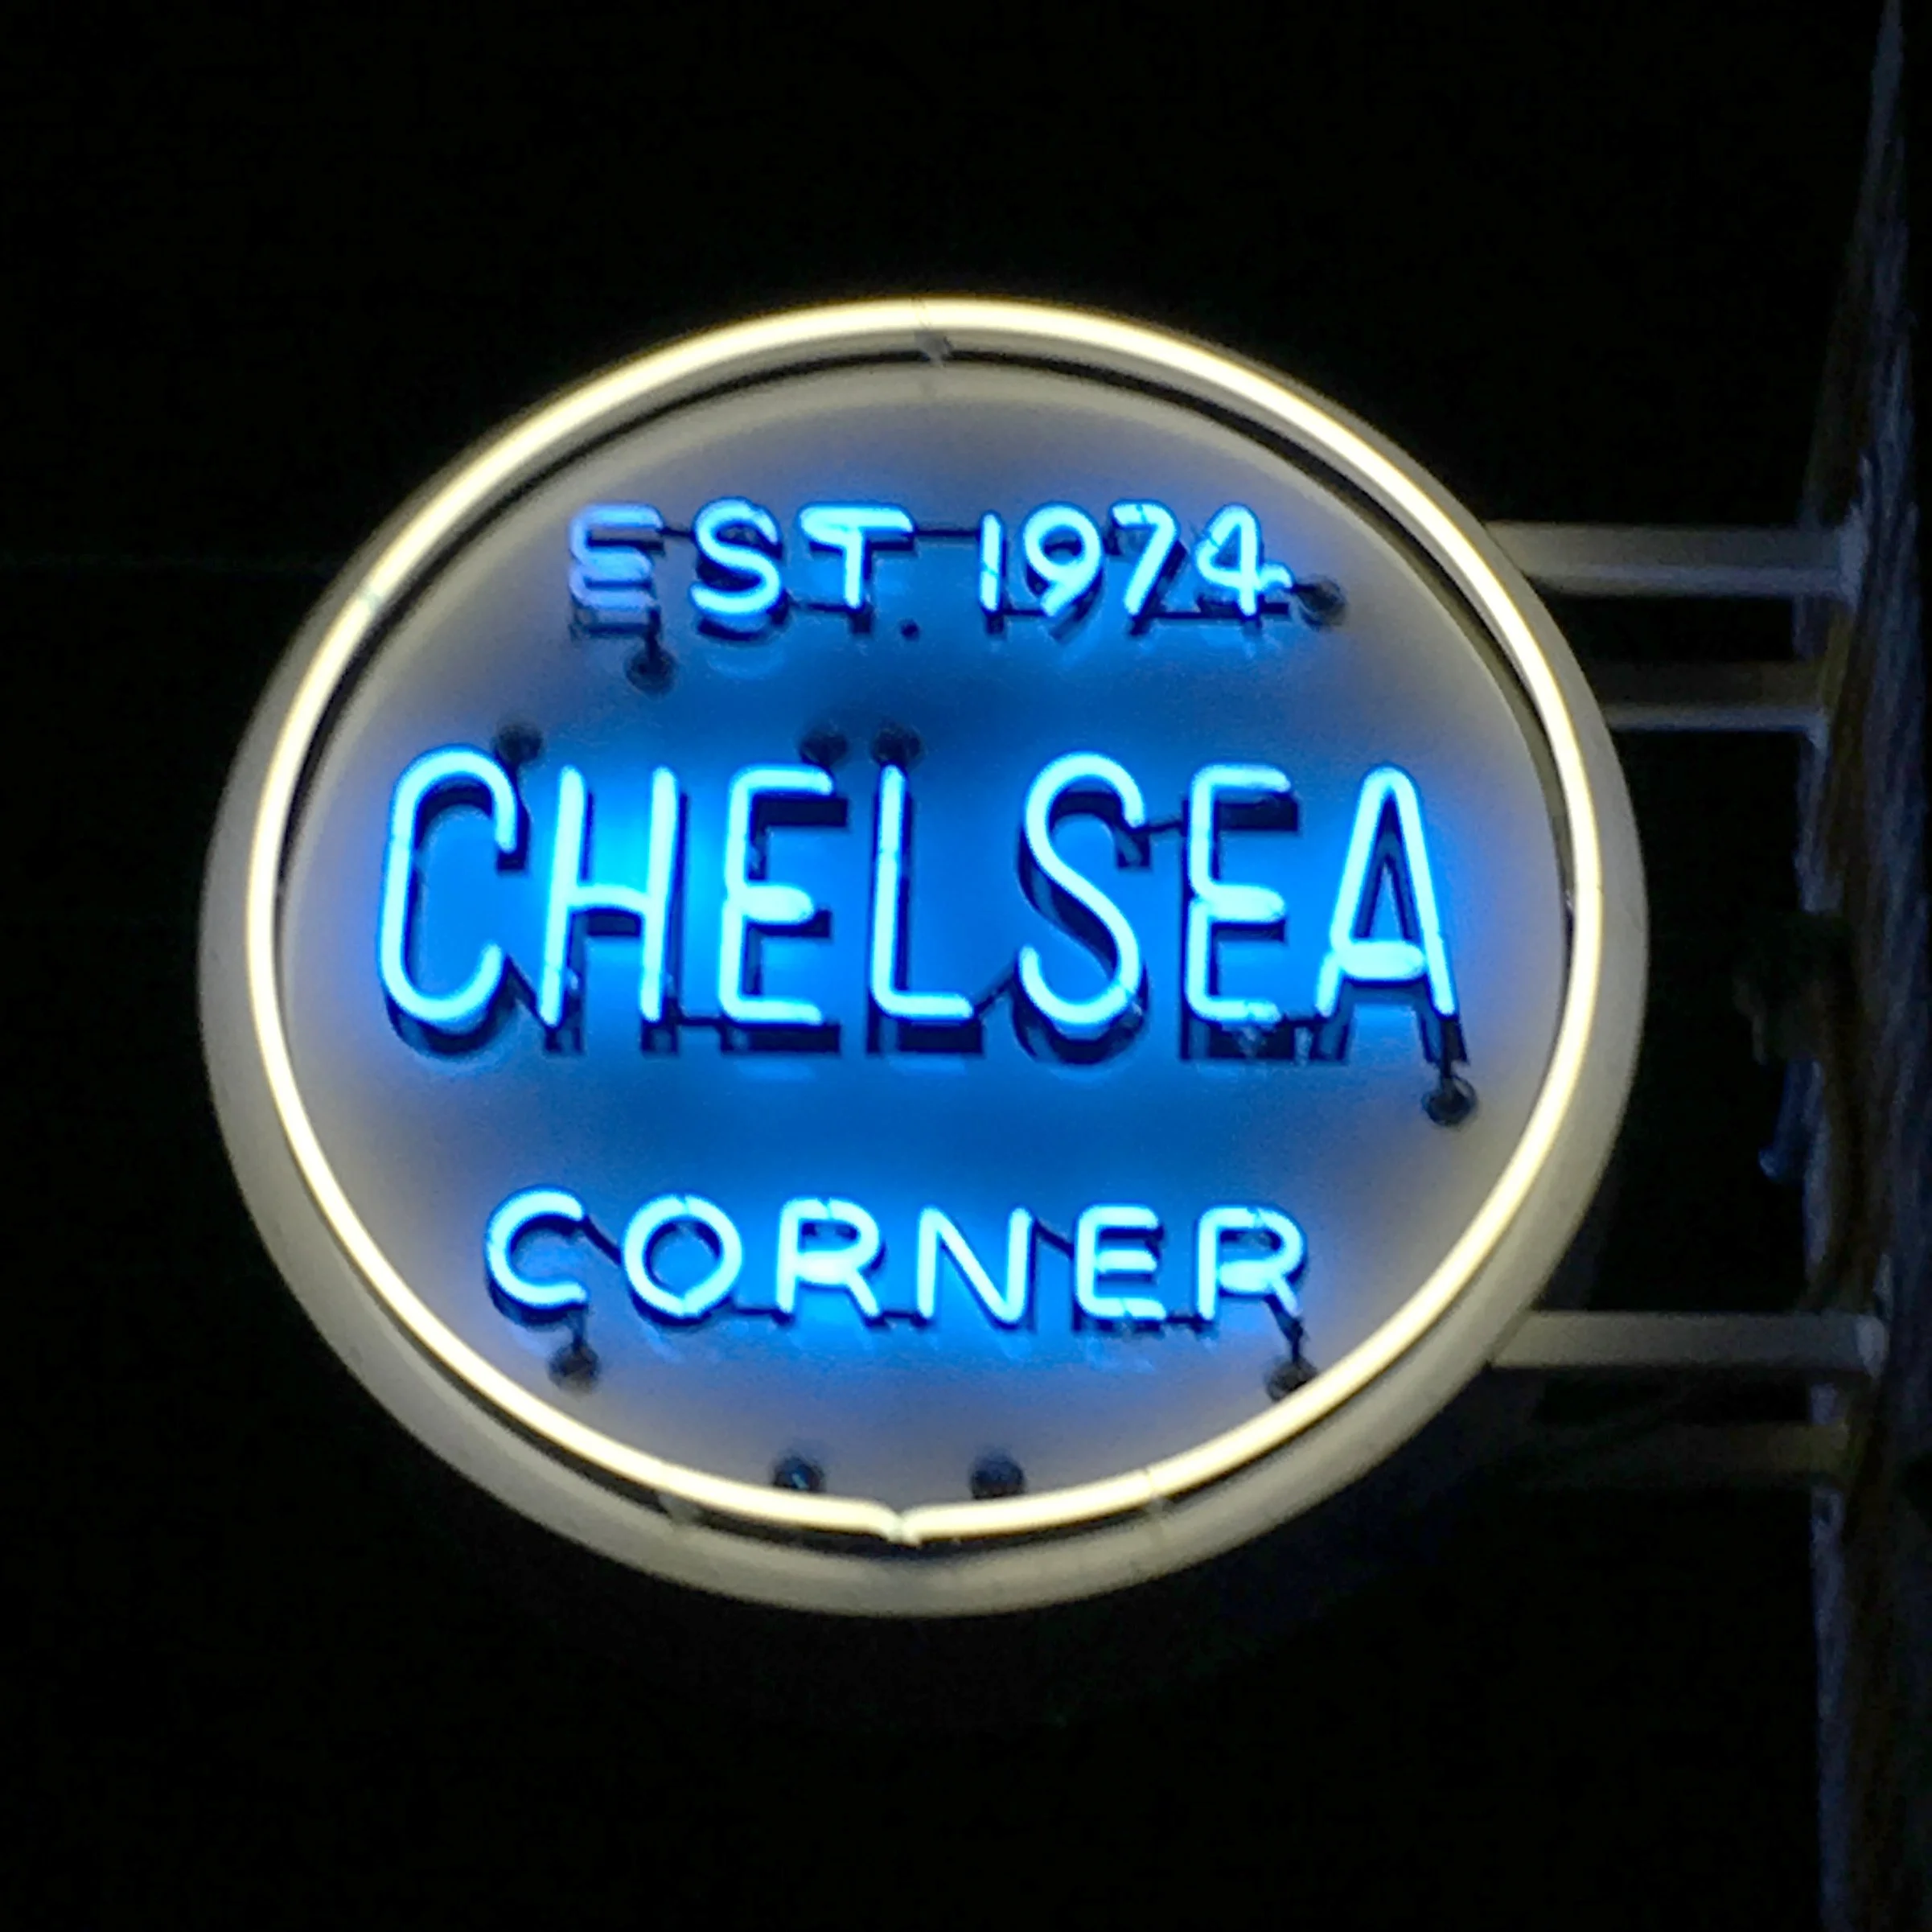 EST. 1974
CHELSEA
CORNER